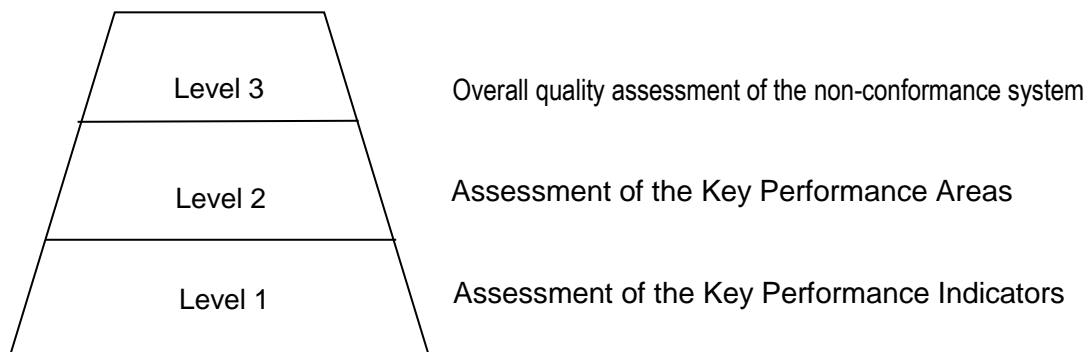 Level 3 Overall quality assessment of the non-conformance system
Level 2 Assessment of the Key Performance Areas
Level 1 Assessment of the Key Performance Indicators